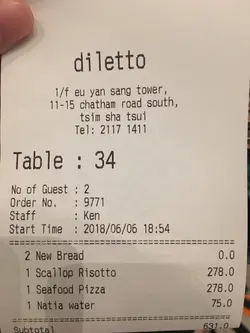 diletto
1/f eu yan sang tower,
11-15 chatham road south,
tsim sha tsui
Tel: 2117 1411
Table : 34
No of Guest : 2
Order No. : 9771
Staff : Ken
Start Time : 2018/06/06 18:54
2 New Bread
1 Scallop Risotto 278.0
1 Seafood Pizza 278.0
1 Natia water 75.0
Subtotal 631.0